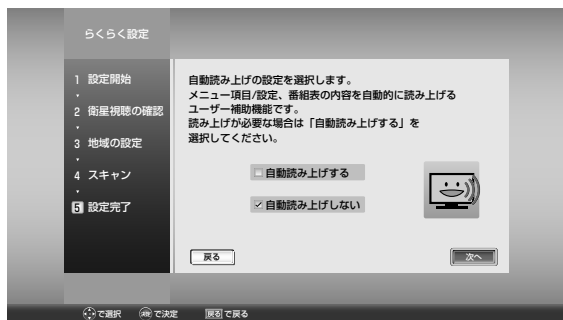 らくらく設定
1 設定開始
2 衛星視聴の確認
3 地域の設定
4 スキャン
5 設定完了
自動読み上げの設定を選択します。
メニュー項目/設定、番組表の内容を自動的に読み上げる
ユーザー補助機能です。
読み上げが必要な場合は「自動読み上げする」を
選択してください。
自動読み上げする
自動読み上げしない
戻る
次へ
で選択 決定 で決定 戻る で戻る